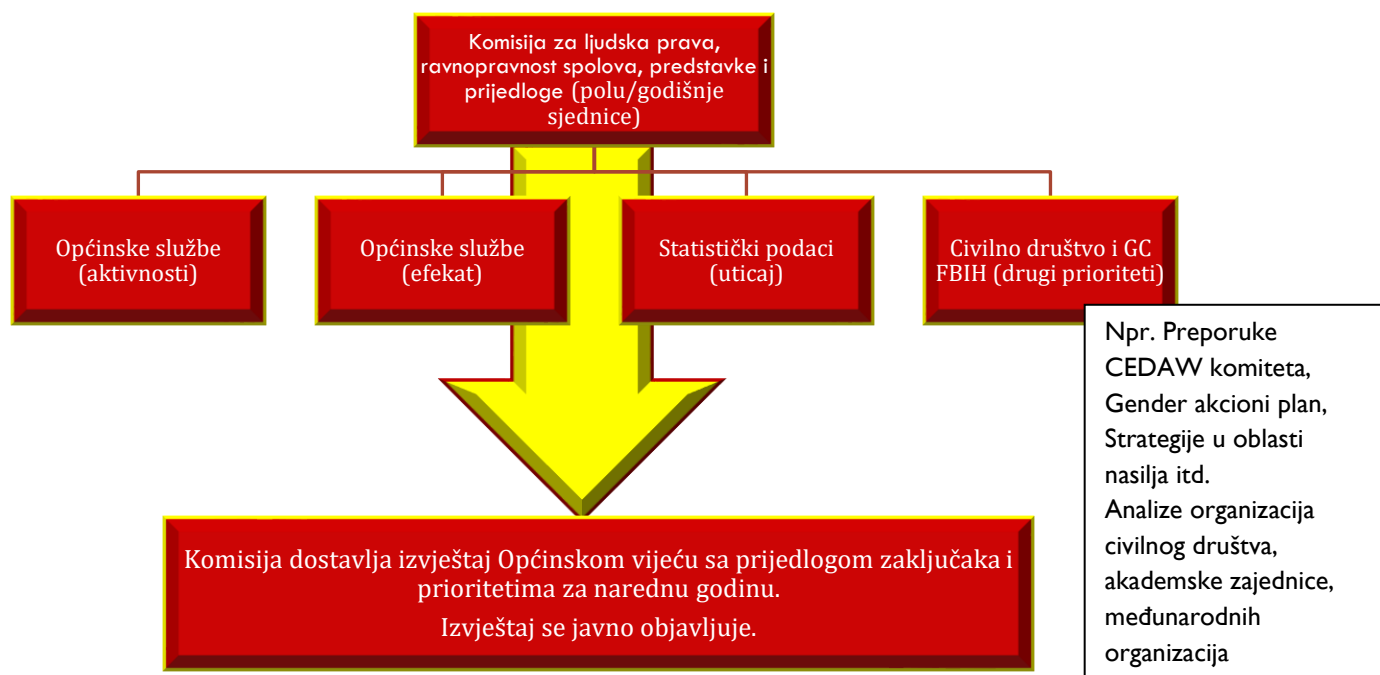 Komisija za ljudska prava,
ravnopravnost spolova, predstavke i
prijedloge (polu/godišnje
sjednice)
Općinske službe
(aktivnosti)
Općinske službe
(efekat)
Statistički podaci
(uticaj)
Civilno društvo i GC
FBIH (drugi prioriteti)
Npr. Preporuke
CEDAW komiteta,
Gender akcioni plan,
Strategije u oblasti
nasilja itd.
Analize organizacija
civilnog društva,
akademske zajednice,
međunarodnih
organizacija
Komisija dostavlja izvještaj Općinskom vijeću sa prijedlogom zaključaka i
prioritetima za narednu godinu.
Izvještaj se javno objavljuje.